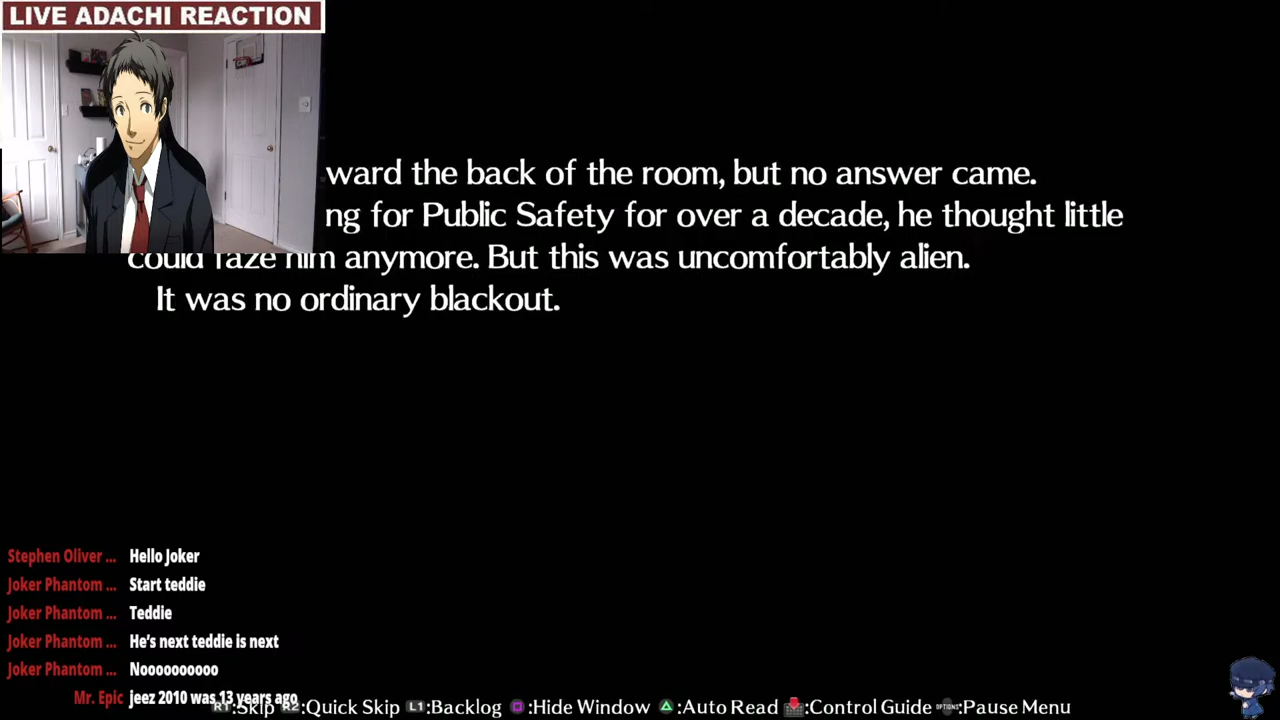 LIVE ADACHI REACTION
ward the back of the room, but no answer came.
ng for Public Safety for over a decade, he thought little
could faze him anymore. But this was uncomfortably alien.
It was no ordinary blackout.
Stephen Oliver ... Hello Joker
Joker Phantom ... Start teddie
Joker Phantom ... Teddie
Joker Phantom ... He's next teddie is next
Joker Phantom ... Noooooooooo
Mr. Epic jeez 2010 was 13 years ago
R1:Skip R2:Quick Skip L1:Backlog :Hide Window :Auto Read :Control Guide OPTIONS:Pause Menu